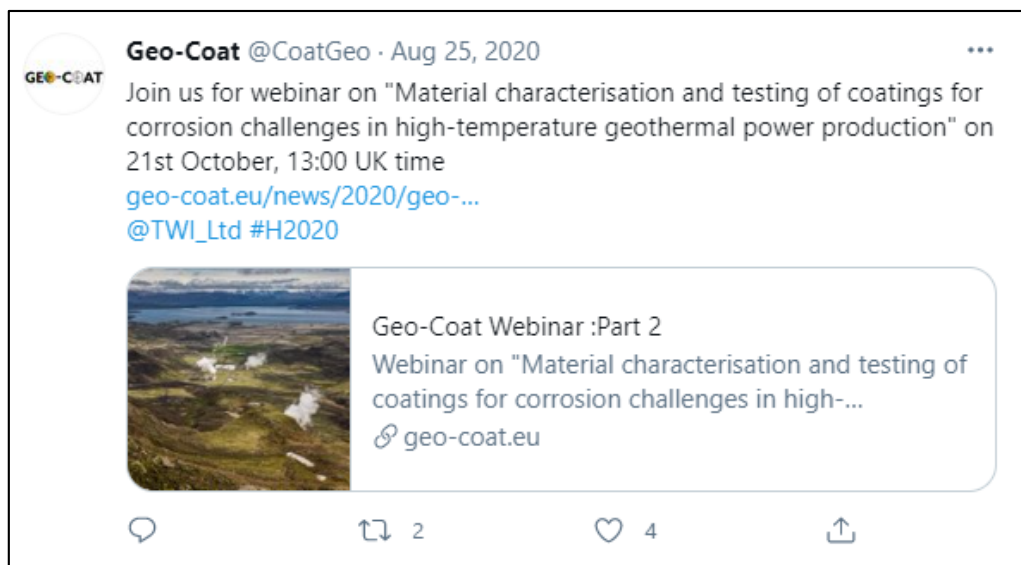 Geo-Coat @CoatGeo · Aug 25, 2020
GEO-COAT
Join us for webinar on "Material characterisation and testing of coatings for
corrosion challenges in high-temperature geothermal power production" on
21st October, 13:00 UK time
geo-coat.eu/news/2020/geo-...
@TWI_Ltd #H2020
Geo-Coat Webinar :Part 2
Webinar on "Material characterisation and testing of
coatings for corrosion challenges in high-...
geo-coat.eu
2 4